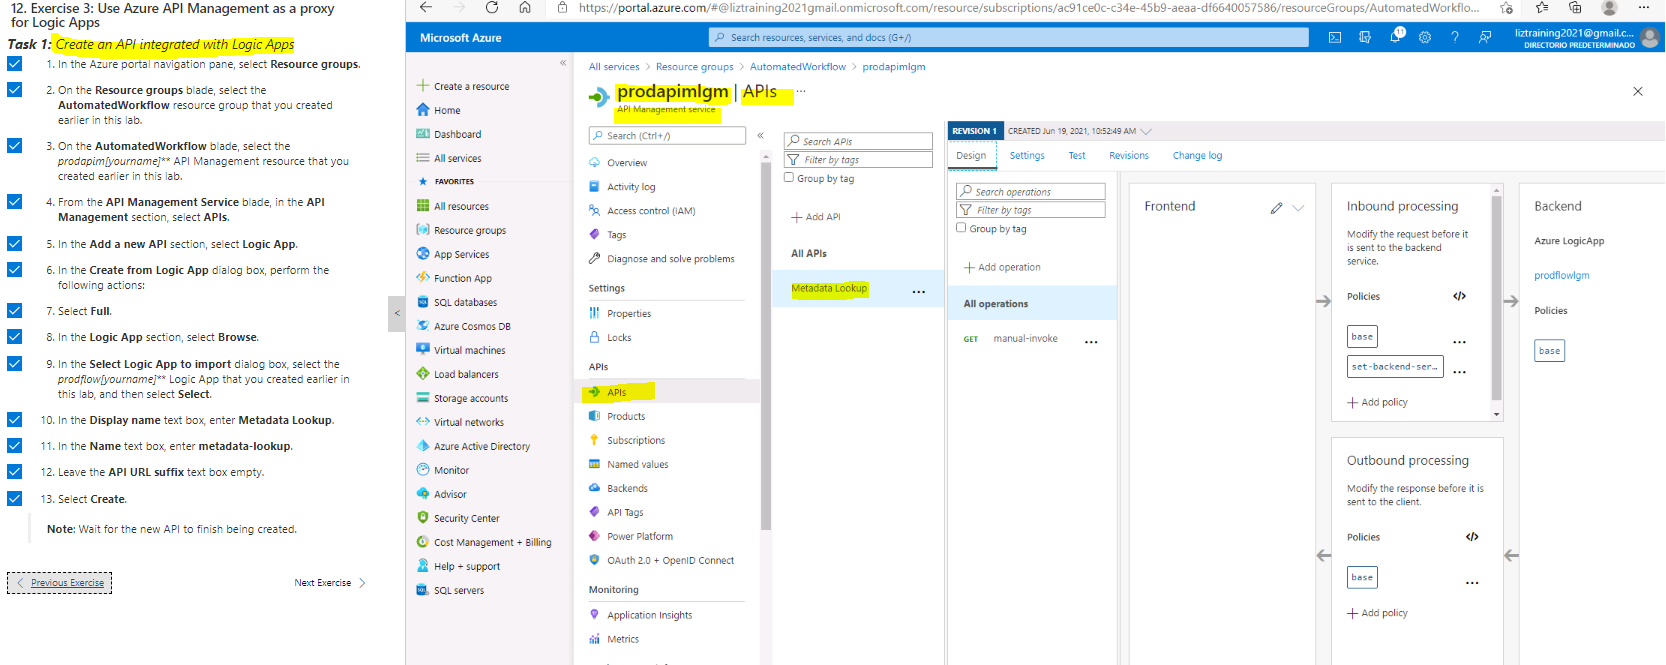 12. Exercise 3: Use Azure API Management as a proxy
for Logic Apps
Task 1: Create an API integrated with Logic Apps
1. In the Azure portal navigation pane, select Resource groups.
2. On the Resource groups blade, select the
AutomatedWorkflow resource group that you created
earlier in this lab.
3. On the AutomatedWorkflow blade, select the
prodapim[yourname]** API Management resource that you
created earlier in this lab.
4. From the API Management Service blade, in the API
Management section, select APIs.
5. In the Add a new API section, select Logic App.
6. In the Create from Logic App dialog box, perform the
following actions:
7. Select Full.
8. In the Logic App section, select Browse.
9. In the Select Logic App to import dialog box, select the
prodflow[yourname]** Logic App that you created earlier in
this lab, and then select Select.
10. In the Display name text box, enter Metadata Lookup.
11. In the Name text box, enter metadata-lookup.
12. Leave the API URL suffix text box empty.
13. Select Create.
Note: Wait for the new API to finish being created.
Previous Exercise
Next Exercise
https://portal.azure.com/#@liztraining2021gmail.onmicrosoft.com/resource/subscriptions/ac91ce0c-c34e-45b9-aeaa-df6640057586/resourceGroups/AutomatedWorkflo...
Microsoft Azure
Search resources, services, and docs (G+/)
11
liztraining2021@gmail.c...
DIRECTORIO PREDETERMINADO
Create a resource
Home
Dashboard
All services
FAVORITES
All resources
Resource groups
App Services
Function App
SQL databases
Azure Cosmos DB
Virtual machines
Load balancers
Storage accounts
Virtual networks
Azure Active Directory
Monitor
Advisor
Security Center
Cost Management + Billing
Help + support
SQL servers
All services > Resource groups > AutomatedWorkflow > prodapimlgm
prodapimlgm | APIs ...
API Management service
Search (Ctrl+/)
Overview
Activity log
Access control (IAM)
Tags
Diagnose and solve problems
Settings
Properties
Locks
APIs
APIs
Products
Subscriptions
Named values
Backends
API Tags
Power Platform
OAuth 2.0 + OpenID Connect
Monitoring
Application Insights
Metrics
Search APIs
Filter by tags
Group by tag
Add API
All APIs
Metadata Lookup ...
REVISION 1 CREATED Jun 19, 2021, 10:52:49 AM
Design Settings Test Revisions Change log
Search operations
Filter by tags
Group by tag
Add operation
All operations
GET manual-invoke ...
Frontend
Inbound processing
Modify the request before it
is sent to the backend
service.
Policies </>
base ...
set-backend-ser... ...
Add policy
Outbound processing
Modify the response before it is
sent to the client.
Policies </>
base ...
Add policy
Backend
Azure LogicApp
prodflowlgm
Policies
base